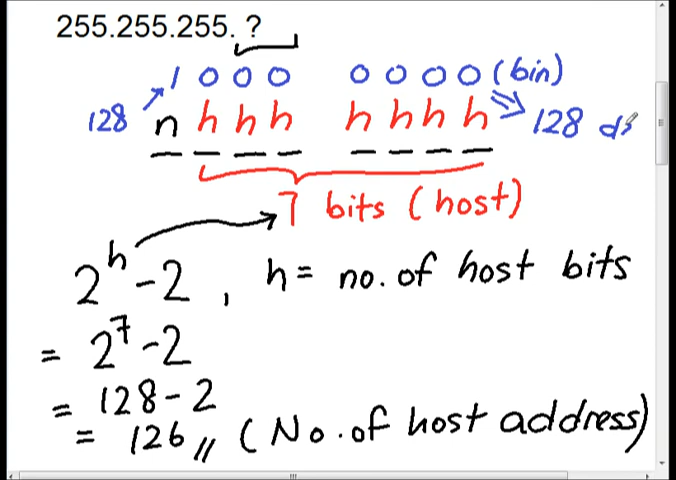 255.255.255. ?
1 0 0 0 0 0 0 0 (bin)
128 n h h h h h h h 128
7 bits (host)
2^h - 2, h = no. of host bits
= 2^7 - 2
= 128 - 2
= 126 // (No. of host address)